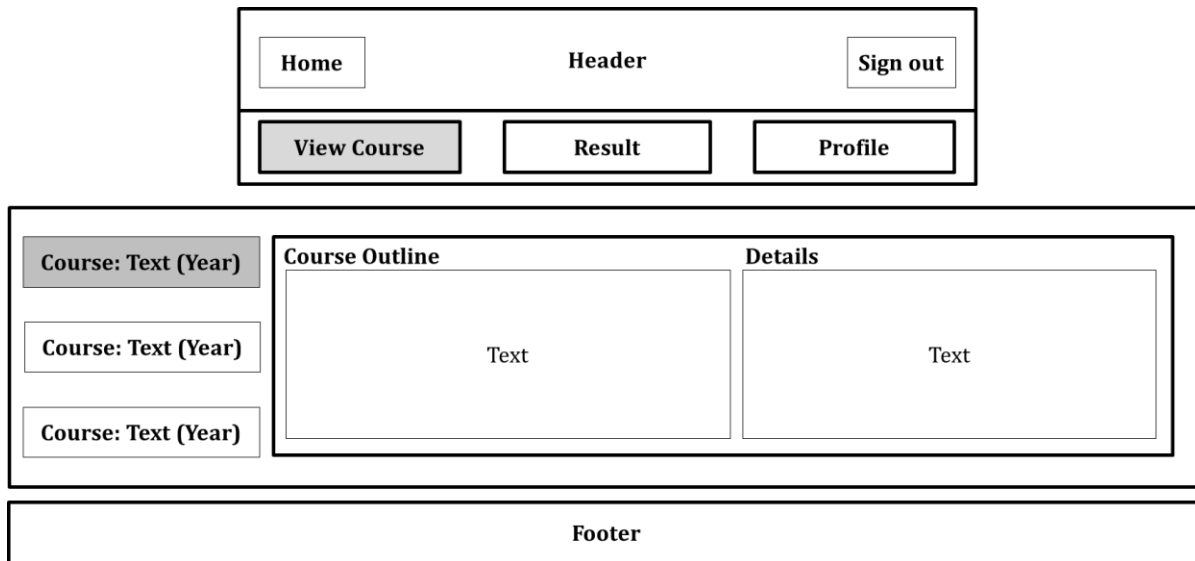 Home
Header
Sign out
View Course
Result
Profile
Course: Text (Year)
Course: Text (Year)
Course: Text (Year)
Course Outline
Details
Text
Text
Footer